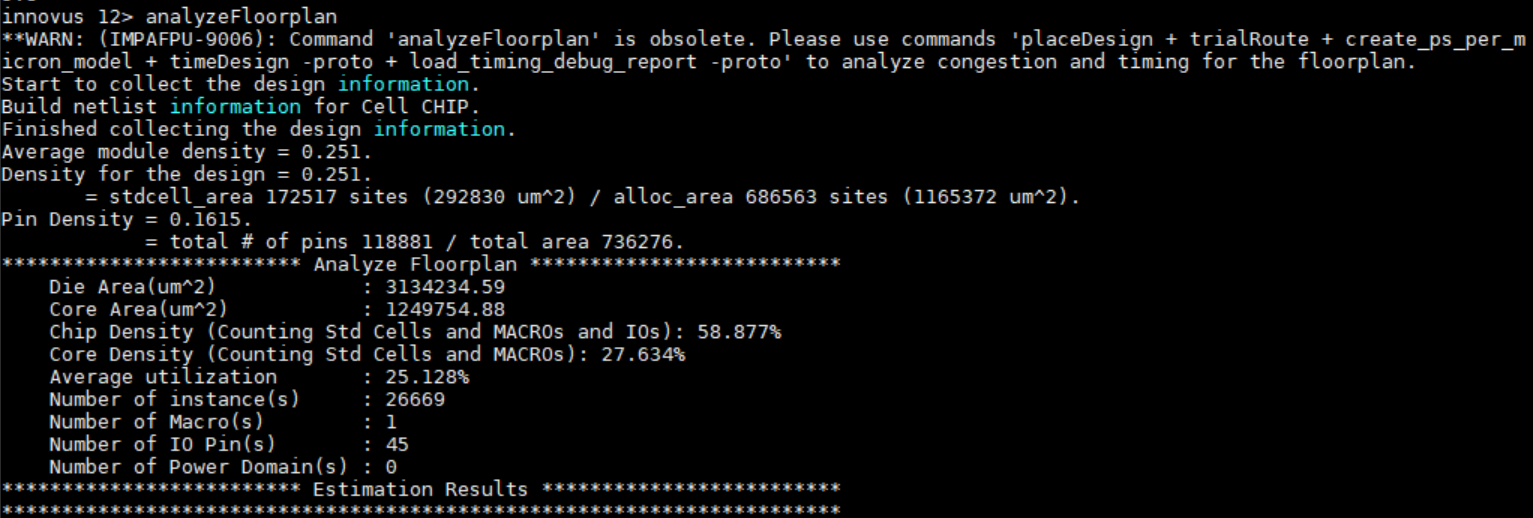 innovus 12> analyzeFloorplan
**WARN: (IMPAFPU-9006): Command 'analyzeFloorplan' is obsolete. Please use commands 'placeDesign + trialRoute + create_ps_per_m
icron_model + timeDesign -proto + load_timing_debug_report -proto' to analyze congestion and timing for the floorplan.
Start to collect the design information.
Build netlist information for Cell CHIP.
Finished collecting the design information.
Average module density = 0.251.
Density for the design = 0.251.
       = stdcell_area 172517 sites (292830 um^2) / alloc_area 686563 sites (1165372 um^2).
Pin Density = 0.1615.
            = total # of pins 118881 / total area 736276.
************************* Analyze Floorplan **************************
    Die Area(um^2)            : 3134234.59
    Core Area(um^2)           : 1249754.88
    Chip Density (Counting Std Cells and MACROs and IOs): 58.877%
    Core Density (Counting Std Cells and MACROs): 27.634%
    Average utilization       : 25.128%
    Number of instance(s)     : 26669
    Number of Macro(s)        : 1
    Number of IO Pin(s)       : 45
    Number of Power Domain(s) : 0
************************* Estimation Results *************************
**********************************************************************